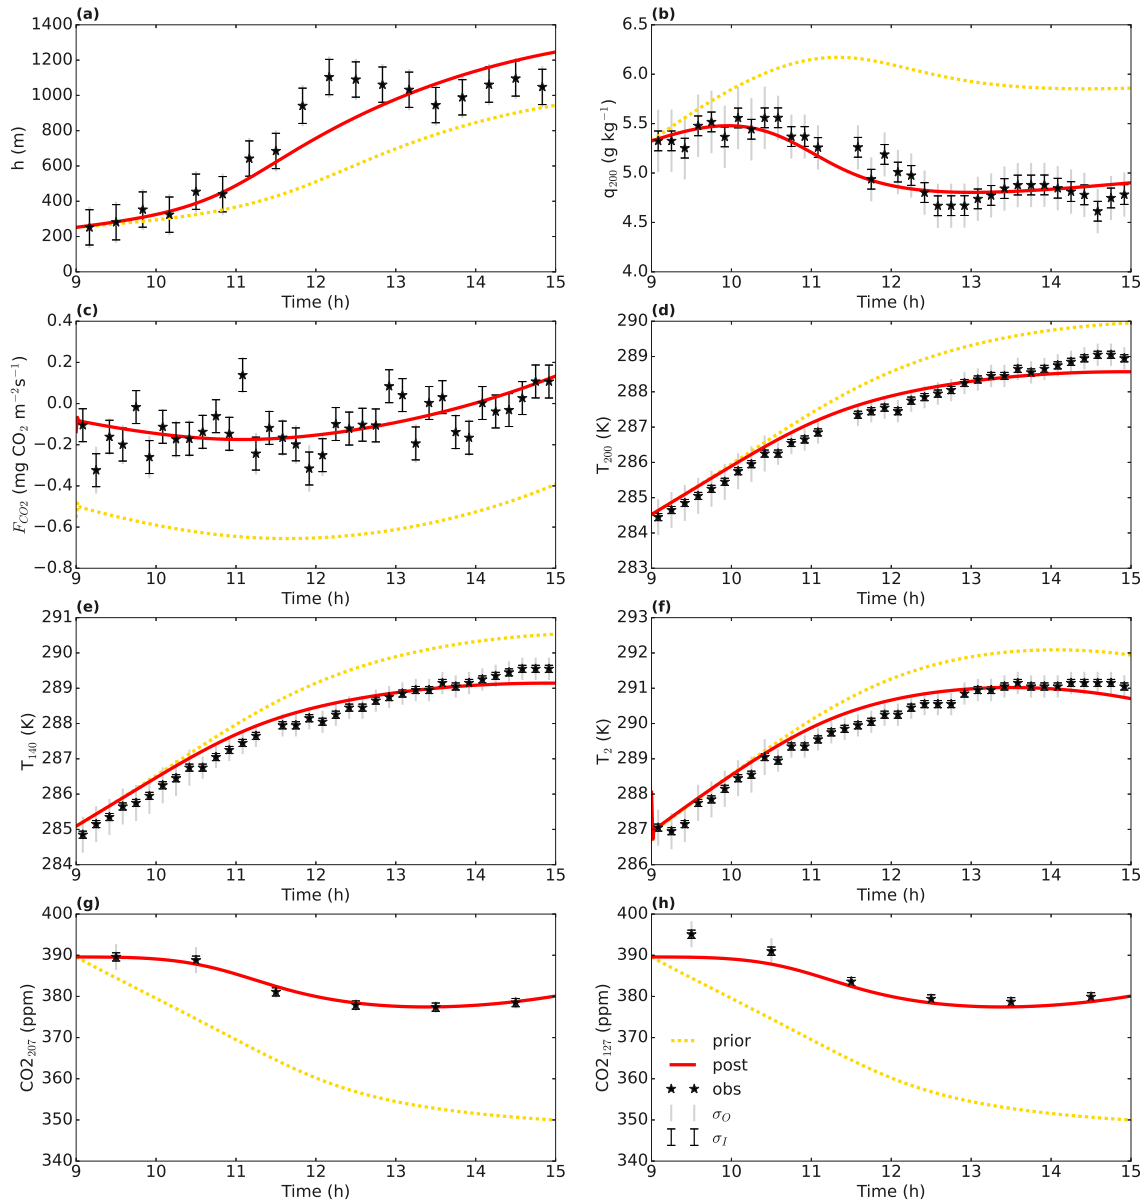 (a)
1400
1200
1000
800
600
400
200
0
h (m)
9 10 11 12 13 14 15
Time (h)
(b)
6.5
6.0
5.5
5.0
4.5
4.0
q200 (g kg−1)
9 10 11 12 13 14 15
Time (h)
(c)
0.4
0.2
0.0
−0.2
−0.4
−0.6
−0.8
FCO2 (mg CO2 m−2s−1)
9 10 11 12 13 14 15
Time (h)
(d)
290
289
288
287
286
285
284
283
T200 (K)
9 10 11 12 13 14 15
Time (h)
(e)
291
290
289
288
287
286
285
284
T140 (K)
9 10 11 12 13 14 15
Time (h)
(f)
293
292
291
290
289
288
287
286
T2 (K)
9 10 11 12 13 14 15
Time (h)
(g)
400
390
380
370
360
350
340
CO2207 (ppm)
9 10 11 12 13 14 15
Time (h)
(h)
400
390
380
370
360
350
340
CO2127 (ppm)
prior
post
obs
σO
σI
9 10 11 12 13 14 15
Time (h)